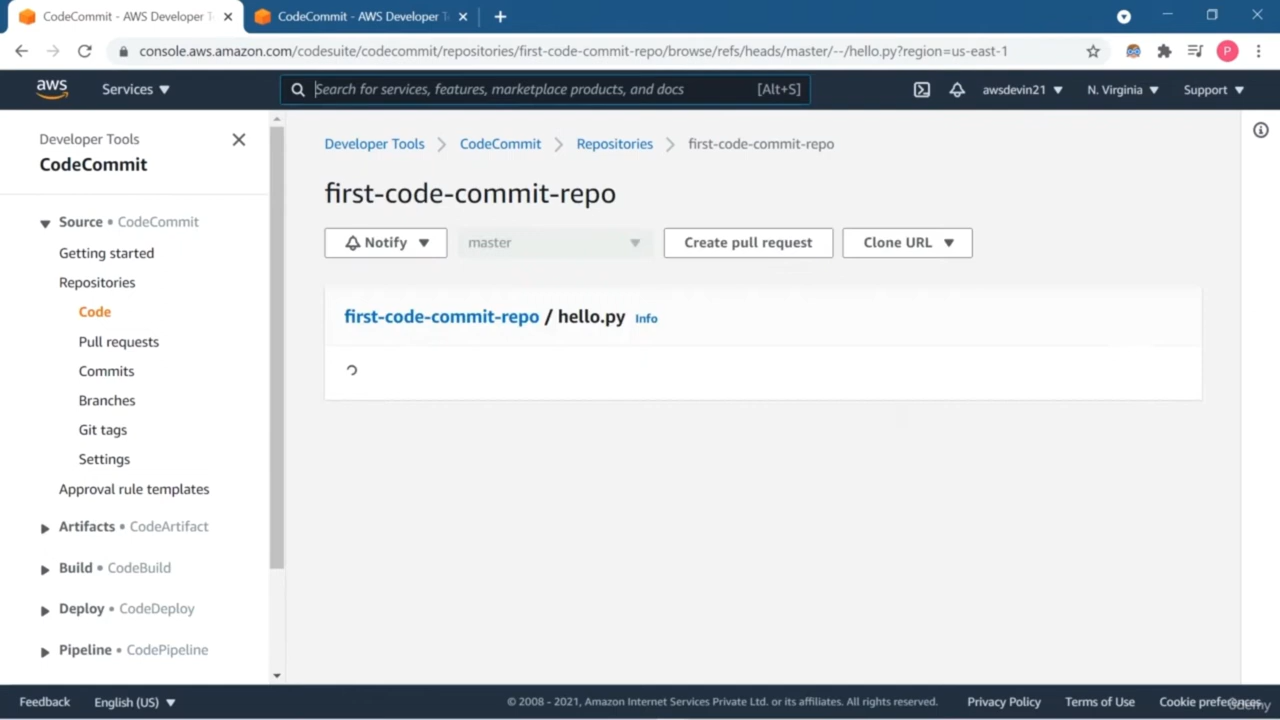 CodeCommit - AWS Developer T
CodeCommit - AWS Developer T
console.aws.amazon.com/codesuite/codecommit/repositories/first-code-commit-repo/browse/refs/heads/master/--/hello.py?region=us-east-1
P
aws
Services
Search for services, features, marketplace products, and docs
[Alt+S]
awsdevin21
N. Virginia
Support
Developer Tools
CodeCommit
Source • CodeCommit
Getting started
Repositories
Code
Pull requests
Commits
Branches
Git tags
Settings
Approval rule templates
Artifacts • CodeArtifact
Build • CodeBuild
Deploy • CodeDeploy
Pipeline • CodePipeline
Developer Tools
CodeCommit
Repositories
first-code-commit-repo
first-code-commit-repo
Notify
master
Create pull request
Clone URL
first-code-commit-repo / hello.py Info
Feedback
English (US)
© 2008 - 2021, Amazon Internet Services Private Ltd. or its affiliates. All rights reserved.
Privacy Policy
Terms of Use
Cookie preferences
Udemy